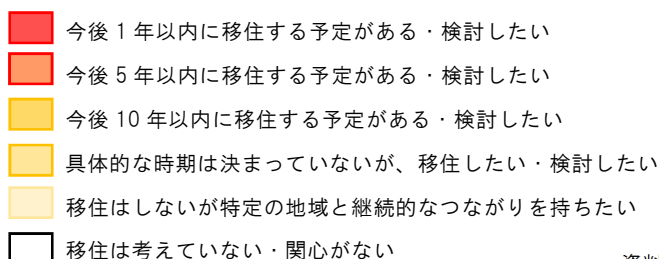 今後 1 年以内に移住する予定がある・検討したい
今後 5 年以内に移住する予定がある・検討したい
今後 10 年以内に移住する予定がある・検討したい
具体的な時期は決まっていないが、移住したい・検討したい
移住はしないが特定の地域と継続的なつながりを持ちたい
移住は考えていない・関心がない